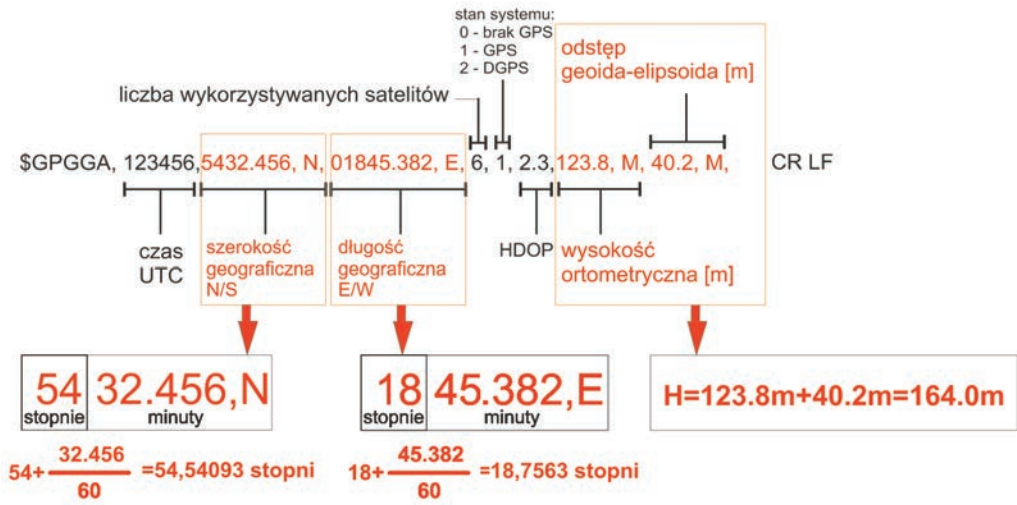 stan systemu:
0 - brak GPS
1 - GPS
2 - DGPS
odstęp
geoida-elipsoida [m]
liczba wykorzystywanych satelitów
$GPGGA, 123456,5432.456, N, 01845.382, E, 6, 1, 2.3, 123.8, M, 40.2, M, CR LF
czas
UTC
szerokość
geograficzna
N/S
długość
geograficzna
E/W
HDOP
wysokość
ortometryczna [m]
54 32.456,N
stopnie minuty
18 45.382,E
stopnie minuty
H=123.8m+40.2m=164.0m
54+ 32.456 / 60 =54,54093 stopni
18+ 45.382 / 60 =18,7563 stopni